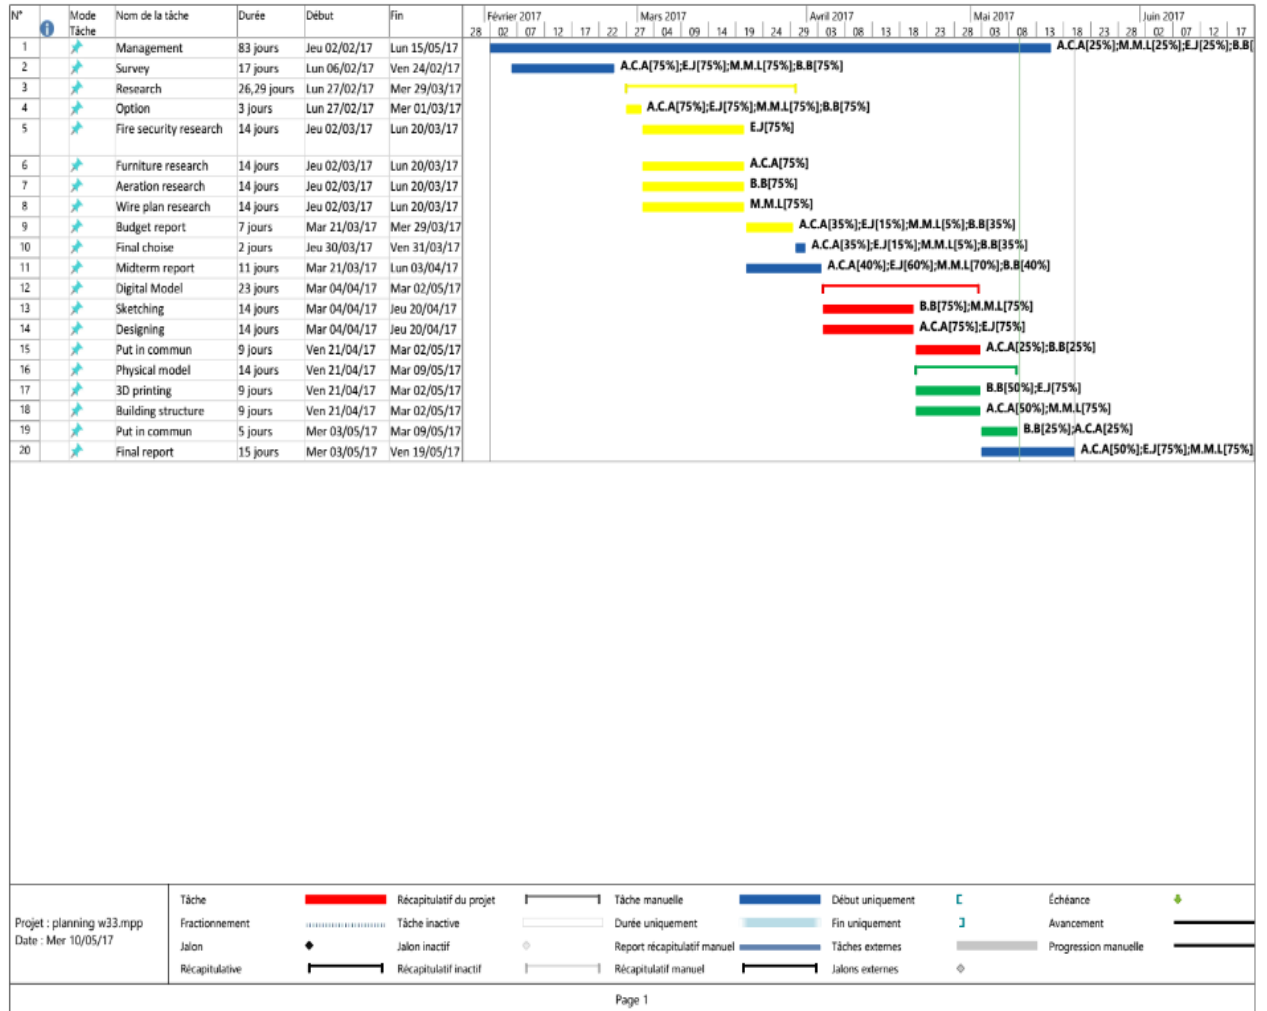 N° Mode Nom de la tâche Durée Début Fin Février 2017 Mars 2017 Avril 2017 Mai 2017 Juin 2017
Tâche 28 02 07 12 17 22 27 04 09 14 19 24 29 03 08 13 18 23 28 03 08 13 18 23 28 02 07 12 17
1 Management 83 jours Jeu 02/02/17 Lun 15/05/17 A.C.A[25%];M.M.L[25%];E.J[25%];B.B[
2 Survey 17 jours Lun 06/02/17 Ven 24/02/17 A.C.A[75%];E.J[75%];M.M.L[75%];B.B[75%]
3 Research 26,29 jours Lun 27/02/17 Mer 29/03/17
4 Option 3 jours Lun 27/02/17 Mer 01/03/17 A.C.A[75%];E.J[75%];M.M.L[75%];B.B[75%]
5 Fire security research 14 jours Jeu 02/03/17 Lun 20/03/17 E.J[75%]
6 Furniture research 14 jours Jeu 02/03/17 Lun 20/03/17 A.C.A[75%]
7 Aeration research 14 jours Jeu 02/03/17 Lun 20/03/17 B.B[75%]
8 Wire plan research 14 jours Jeu 02/03/17 Lun 20/03/17 M.M.L[75%]
9 Budget report 7 jours Mar 21/03/17 Mer 29/03/17 A.C.A[35%];E.J[15%];M.M.L[5%];B.B[35%]
10 Final choise 2 jours Jeu 30/03/17 Ven 31/03/17 A.C.A[35%];E.J[15%];M.M.L[5%];B.B[35%]
11 Midterm report 11 jours Mar 21/03/17 Lun 03/04/17 A.C.A[40%];E.J[60%];M.M.L[70%];B.B[40%]
12 Digital Model 23 jours Mar 04/04/17 Mar 02/05/17
13 Sketching 14 jours Mar 04/04/17 Jeu 20/04/17 B.B[75%];M.M.L[75%]
14 Designing 14 jours Mar 04/04/17 Jeu 20/04/17 A.C.A[75%];E.J[75%]
15 Put in commun 9 jours Ven 21/04/17 Mar 02/05/17 A.C.A[25%];B.B[25%]
16 Physical model 14 jours Ven 21/04/17 Mar 09/05/17
17 3D printing 9 jours Ven 21/04/17 Mar 02/05/17 B.B[50%];E.J[75%]
18 Building structure 9 jours Ven 21/04/17 Mar 02/05/17 A.C.A[50%];M.M.L[75%]
19 Put in commun 5 jours Mer 03/05/17 Mar 09/05/17 B.B[25%];A.C.A[25%]
20 Final report 15 jours Mer 03/05/17 Ven 19/05/17 A.C.A[50%];E.J[75%];M.M.L[75%]
Projet : planning w33.mpp
Date : Mer 10/05/17
Tâche Récapitulatif du projet Tâche manuelle Début uniquement Échéance
Fractionnement Tâche inactive Durée uniquement Fin uniquement Avancement
Jalon Jalon inactif Report récapitulatif manuel Tâches externes Progression manuelle
Récapitulative Récapitulatif inactif Récapitulatif manuel Jalons externes
Page 1